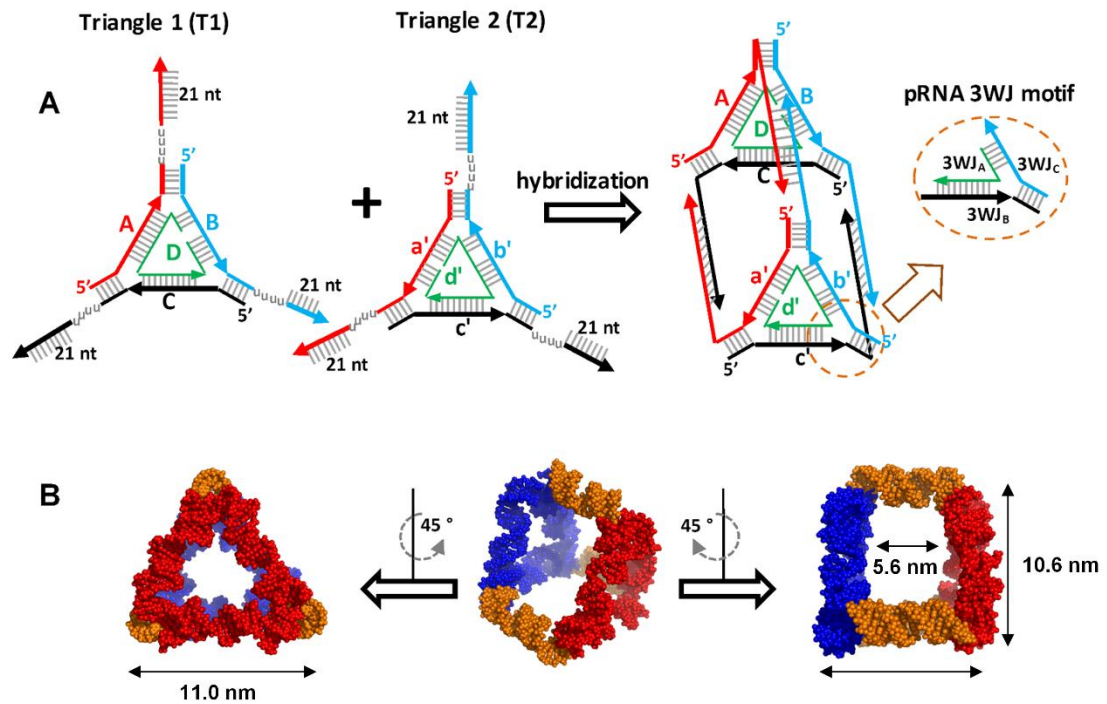 Triangle 1 (T1)
Triangle 2 (T2)
A
21 nt
5'
A
B
D
5'
C
5'
21 nt
21 nt
+
21 nt
5'
a'
b'
d'
c'
5'
5'
21 nt
21 nt
hybridization
5'
A
B
D
5'
C
5'
5'
a'
b'
d'
5'
c'
5'
pRNA 3WJ motif
3WJA
3WJC
3WJB
B
45 °
45 °
5.6 nm
10.6 nm
11.0 nm